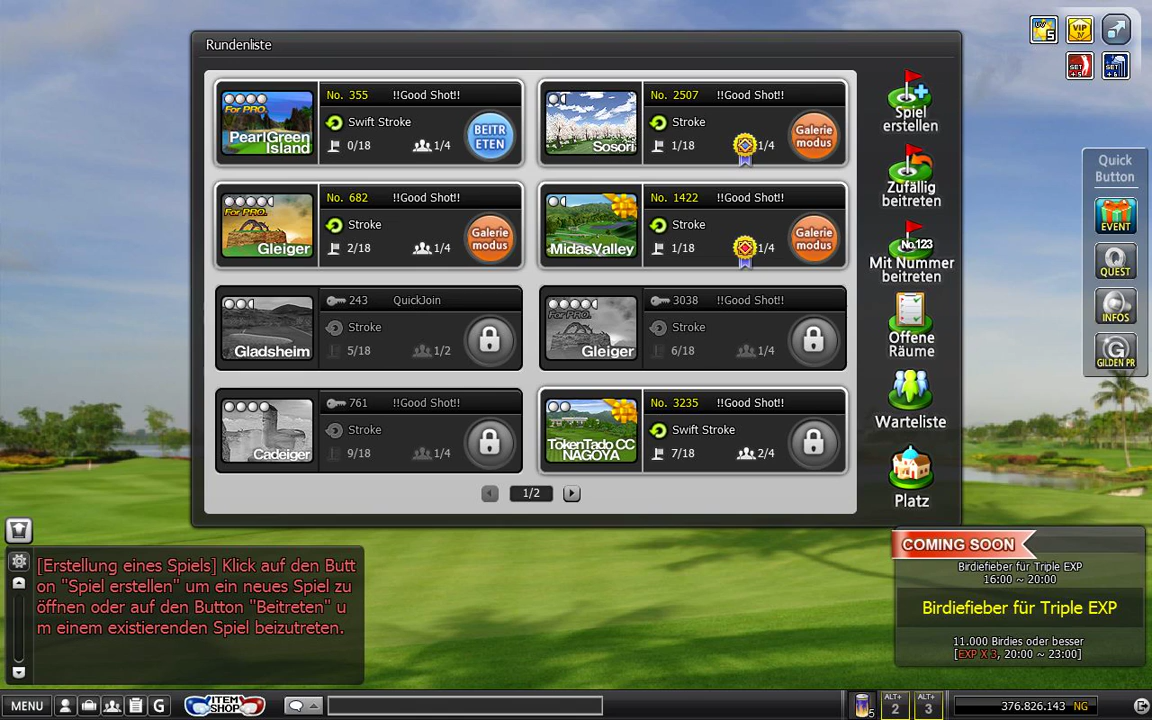 Rundenliste
UV
5
VIP
IV
SET
+5
SET
+6
For PRO.
PearlGreen
Island
No. 355 !!Good Shot!!
Swift Stroke
0/18 1/4
BEITR
ETEN
Sosori
No. 2507 !!Good Shot!!
Stroke
1/18 1/4
Galerie
modus
For PRO.
Gleiger
No. 682 !!Good Shot!!
Stroke
2/18 1/4
Galerie
modus
MidasValley
No. 1422 !!Good Shot!!
Stroke
1/18 1/4
Galerie
modus
Gladsheim
243 QuickJoin
Stroke
5/18 1/2
For PRO.
Gleiger
3038 !!Good Shot!!
Stroke
6/18 1/4
Cadeiger
761 !!Good Shot!!
Stroke
9/18 1/4
TokenTado CC
NAGOYA
No. 3235 !!Good Shot!!
Swift Stroke
7/18 2/4
1/2
Spiel
erstellen
Zufällig
beitreten
No.123
Mit Nummer
beitreten
Offene
Räume
Warteliste
Platz
Quick
Button
EVENT
QUEST
INFOS
GILDEN PR
[Erstellung eines Spiels] Klick auf den Butt
on "Spiel erstellen" um ein neues Spiel zu
öffnen oder auf den Button "Beitreten" u
m einem existierenden Spiel beizutreten.
COMING SOON
Birdiefieber für Triple EXP
16:00 ~ 20:00
Birdiefieber für Triple EXP
11.000 Birdies oder besser
[EXP X 3, 20:00 ~ 23:00]
MENU
G
ITEM
SHOP
5
ALT+
2
ALT+
3
376.826.143 NG